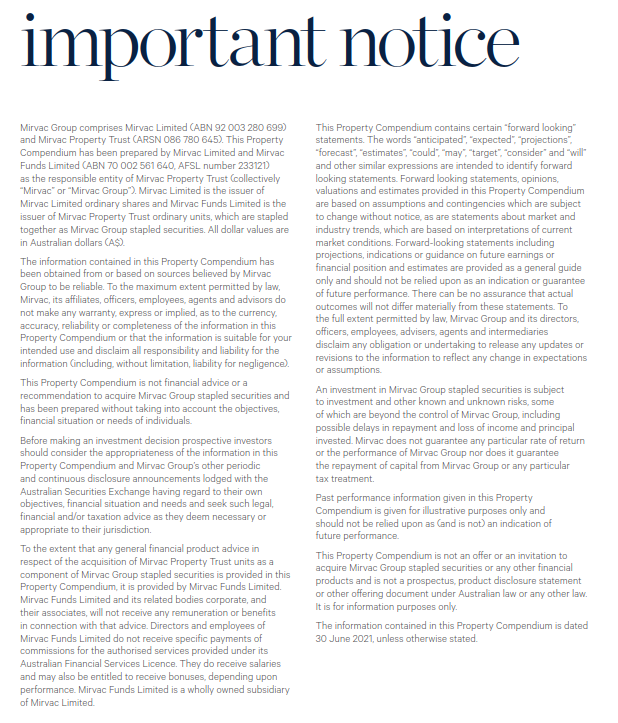 important notice
Mirvac Group comprises Mirvac Limited (ABN 92 003 280 699)
and Mirvac Property Trust (ARSN 086 780 645). This Property
Compendium has been prepared by Mirvac Limited and Mirvac
Funds Limited (ABN 70 002 561 640, AFSL number 233121)
as the responsible entity of Mirvac Property Trust (collectively
“Mirvac” or “Mirvac Group”). Mirvac Limited is the issuer of
Mirvac Limited ordinary shares and Mirvac Funds Limited is the
issuer of Mirvac Property Trust ordinary units, which are stapled
together as Mirvac Group stapled securities. All dollar values are
in Australian dollars (A$).
The information contained in this Property Compendium has
been obtained from or based on sources believed by Mirvac
Group to be reliable. To the maximum extent permitted by law,
Mirvac, its affiliates, officers, employees, agents and advisors do
not make any warranty, express or implied, as to the currency,
accuracy, reliability or completeness of the information in this
Property Compendium or that the information is suitable for your
intended use and disclaim all responsibility and liability for the
information (including, without limitation, liability for negligence).
This Property Compendium is not financial advice or a
recommendation to acquire Mirvac Group stapled securities and
has been prepared without taking into account the objectives,
financial situation or needs of individuals.
Before making an investment decision prospective investors
should consider the appropriateness of the information in this
Property Compendium and Mirvac Group’s other periodic
and continuous disclosure announcements lodged with the
Australian Securities Exchange having regard to their own
objectives, financial situation and needs and seek such legal,
financial and/or taxation advice as they deem necessary or
appropriate to their jurisdiction.
To the extent that any general financial product advice in
respect of the acquisition of Mirvac Property Trust units as a
component of Mirvac Group stapled securities is provided in this
Property Compendium, it is provided by Mirvac Funds Limited.
Mirvac Funds Limited and its related bodies corporate, and
their associates, will not receive any remuneration or benefits
in connection with that advice. Directors and employees of
Mirvac Funds Limited do not receive specific payments of
commissions for the authorised services provided under its
Australian Financial Services Licence. They do receive salaries
and may also be entitled to receive bonuses, depending upon
performance. Mirvac Funds Limited is a wholly owned subsidiary
of Mirvac Limited.
This Property Compendium contains certain “forward looking”
statements. The words “anticipated”, “expected”, “projections”,
“forecast”, “estimates”, “could”, “may”, “target”, “consider” and “will”
and other similar expressions are intended to identify forward
looking statements. Forward looking statements, opinions,
valuations and estimates provided in this Property Compendium
are based on assumptions and contingencies which are subject
to change without notice, as are statements about market and
industry trends, which are based on interpretations of current
market conditions. Forward-looking statements including
projections, indications or guidance on future earnings or
financial position and estimates are provided as a general guide
only and should not be relied upon as an indication or guarantee
of future performance. There can be no assurance that actual
outcomes will not differ materially from these statements. To
the full extent permitted by law, Mirvac Group and its directors,
officers, employees, advisers, agents and intermediaries
disclaim any obligation or undertaking to release any updates or
revisions to the information to reflect any change in expectations
or assumptions.
An investment in Mirvac Group stapled securities is subject
to investment and other known and unknown risks, some
of which are beyond the control of Mirvac Group, including
possible delays in repayment and loss of income and principal
invested. Mirvac does not guarantee any particular rate of return
or the performance of Mirvac Group nor does it guarantee
the repayment of capital from Mirvac Group or any particular
tax treatment.
Past performance information given in this Property
Compendium is given for illustrative purposes only and
should not be relied upon as (and is not) an indication of
future performance.
This Property Compendium is not an offer or an invitation to
acquire Mirvac Group stapled securities or any other financial
products and is not a prospectus, product disclosure statement
or other offering document under Australian law or any other law.
It is for information purposes only.
The information contained in this Property Compendium is dated
30 June 2021, unless otherwise stated.